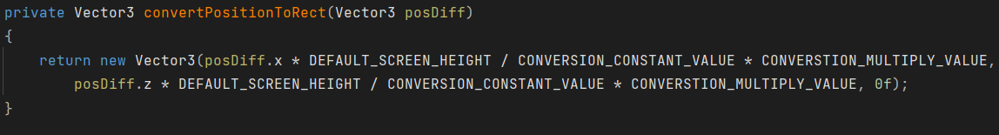 private Vector3 convertPositionToRect(Vector3 posDiff)
{
return new Vector3(posDiff.x * DEFAULT_SCREEN_HEIGHT / CONVERSION_CONSTANT_VALUE * CONVERSTION_MULTIPLY_VALUE,
posDiff.z * DEFAULT_SCREEN_HEIGHT / CONVERSION_CONSTANT_VALUE * CONVERSTION_MULTIPLY_VALUE, 0f);
}